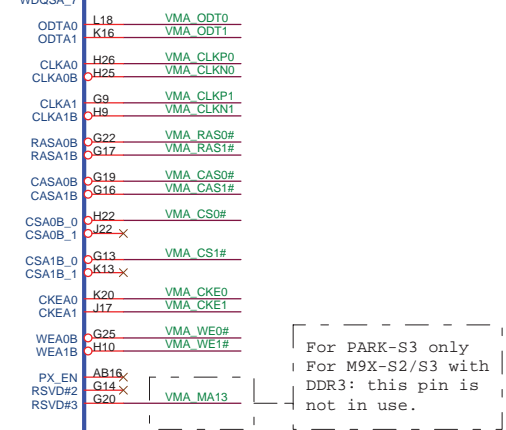 WDQSA_7
ODTA0 L18 VMA_ODT0
ODTA1 K16 VMA_ODT1
CLKA0 H26 VMA_CLKP0
CLKA0B H25 VMA_CLKN0
CLKA1 G9 VMA_CLKP1
CLKA1B H9 VMA_CLKN1
RASA0B G22 VMA_RAS0#
RASA1B G17 VMA_RAS1#
CASA0B G19 VMA_CAS0#
CASA1B G16 VMA_CAS1#
CSA0B_0 H22 VMA_CS0#
CSA0B_1 J22
CSA1B_0 G13 VMA_CS1#
CSA1B_1 K13
CKEA0 K20 VMA_CKE0
CKEA1 J17 VMA_CKE1
WEA0B G25 VMA_WE0#
WEA1B H10 VMA_WE1#
PX_EN AB16
RSVD#2 G14
RSVD#3 G20 VMA_MA13
For PARK-S3 only
For M9X-S2/S3 with
DDR3: this pin is
not in use.